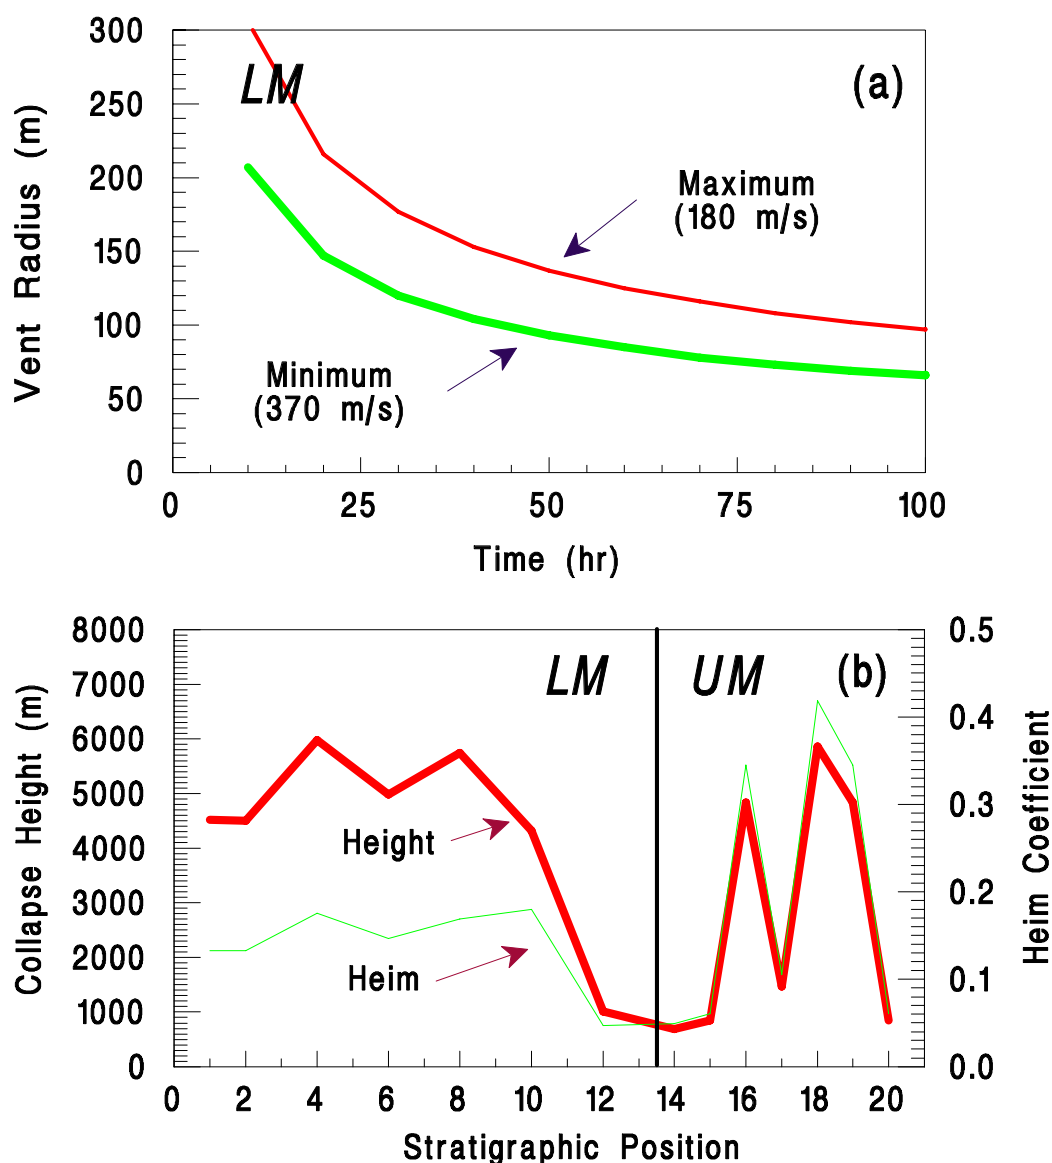 300
250
200
150
100
50
0
Vent Radius (m)
LM
(a)
Maximum
(180 m/s)
Minimum
(370 m/s)
0 25 50 75 100
Time (hr)
8000
7000
6000
5000
4000
3000
2000
1000
0
Collapse Height (m)
LM
UM
(b)
Height
Heim
0.5
0.4
0.3
0.2
0.1
0.0
Heim Coefficient
0 2 4 6 8 10 12 14 16 18 20
Stratigraphic Position